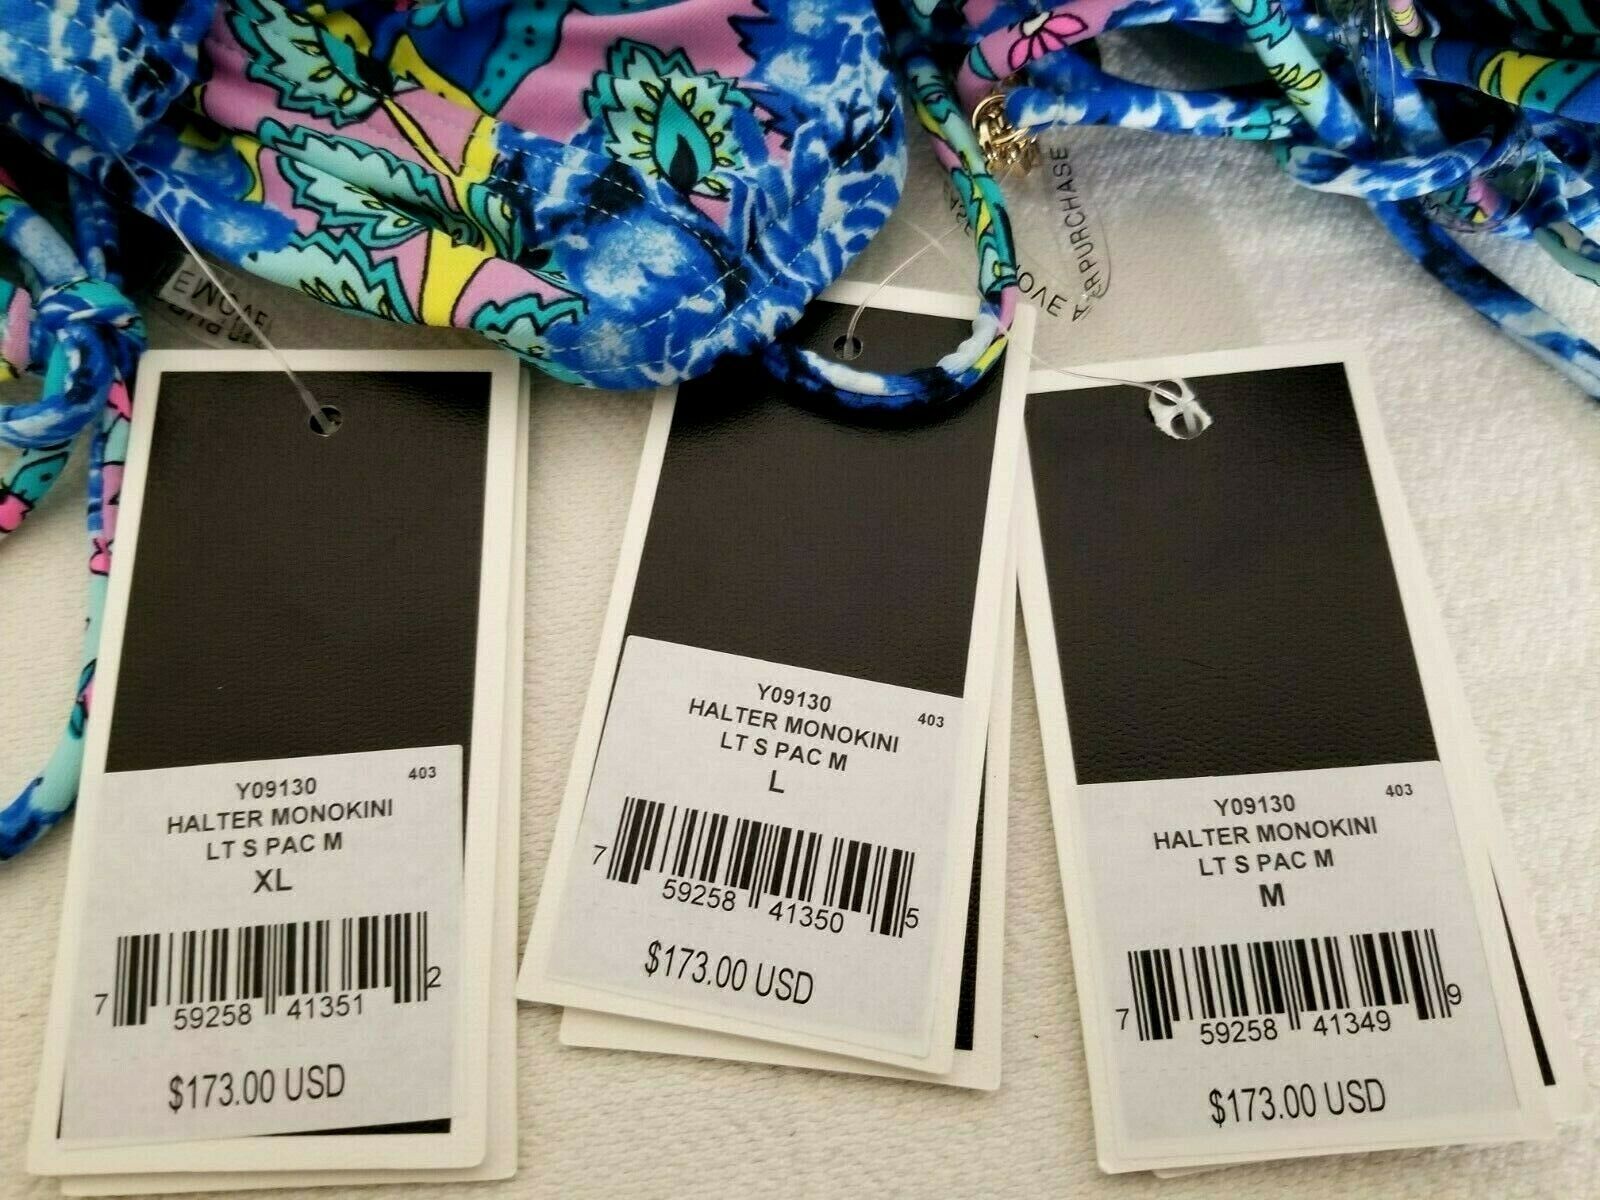 E MOVE
MOVE
PURCHASE
Y09130 403
HALTER MONOKINI
LT S PAC M
XL
7 59258 41351 2
$173.00 USD
Y09130 403
HALTER MONOKINI
LT S PAC M
L
7 59258 41350 5
$173.00 USD
Y09130 403
HALTER MONOKINI
LT S PAC M
M
7 59258 41349 9
$173.00 USD